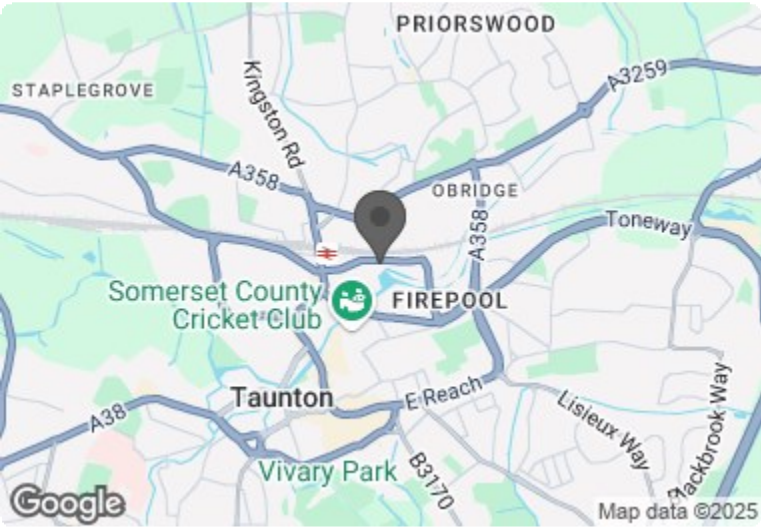 PRIORSWOOD
A3259
STAPLEGROVE
Kingston Rd
A358
OBRIDGE
A358
Toneway
Somerset County
Cricket Club
FIREPOOL
Taunton
E Reach
A38
Lisieux Way
Blackbrook Way
Vivary Park
B3170
Google
Map data ©2025